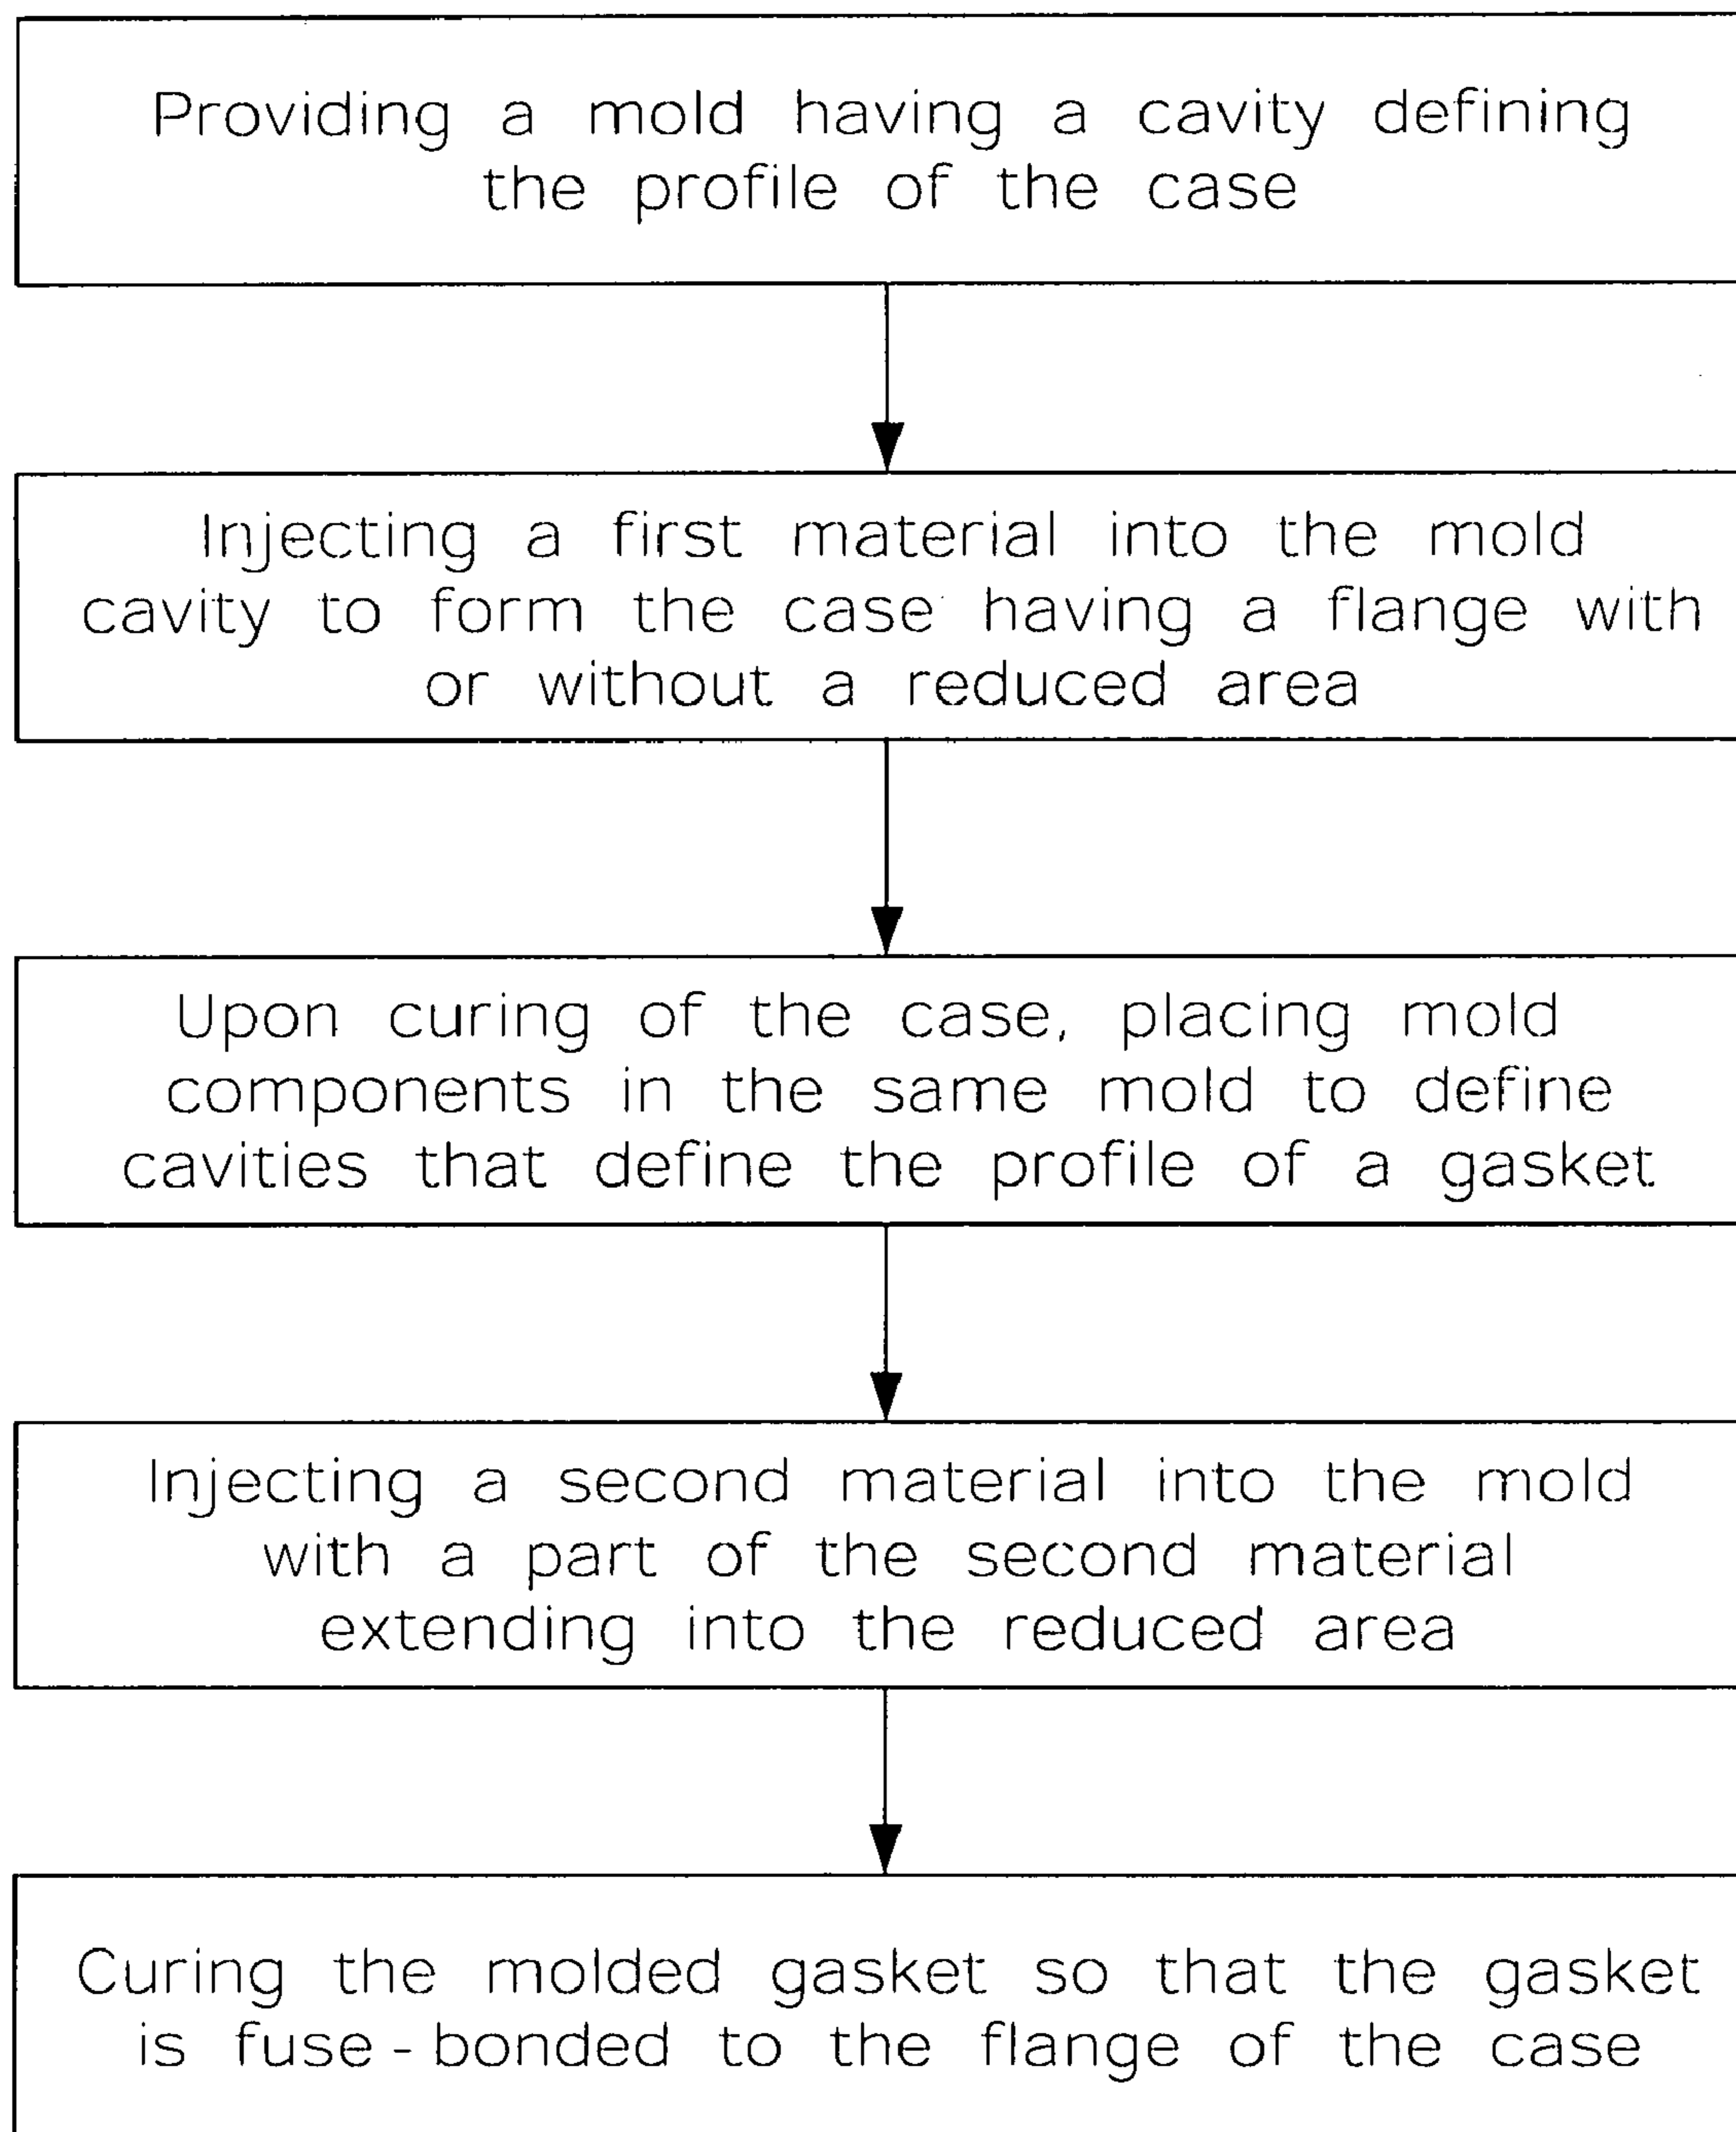 Providing a mold having a cavity defining
the profile of the case
Injecting a first material into the mold
cavity to form the case having a flange with
or without a reduced area
Upon curing of the case, placing mold
components in the same mold to define
cavities that define the profile of a gasket
Injecting a second material into the mold
with a part of the second material
extending into the reduced area
Curing the molded gasket so that the gasket
is fuse-bonded to the flange of the case